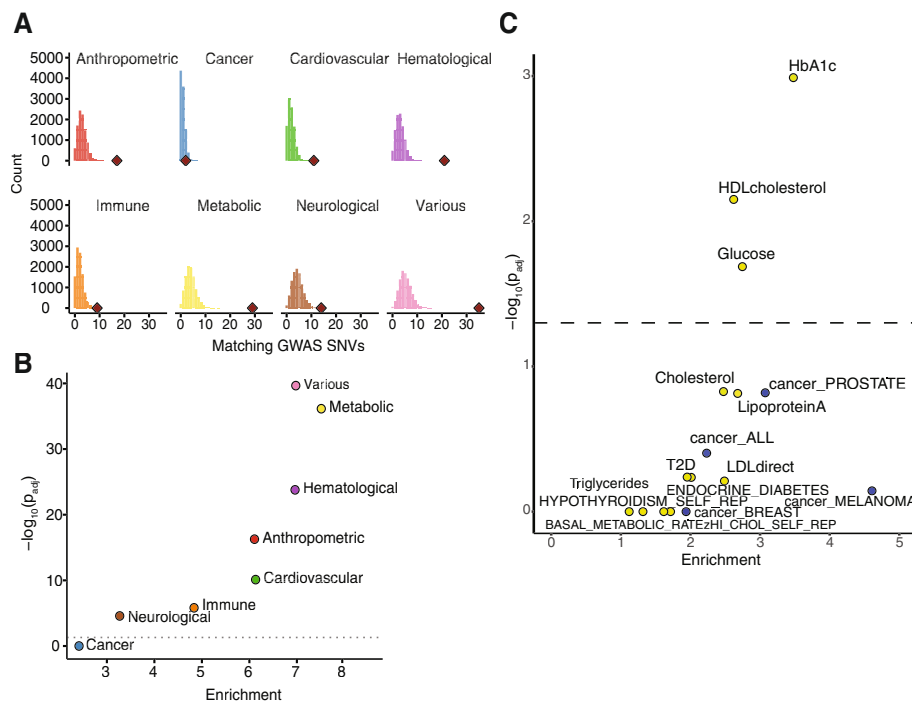 A
Anthropometric
Cancer
Cardiovascular
Hematological
5000
4000
3000
2000
1000
0
Count
Immune
Metabolic
Neurological
Various
5000
4000
3000
2000
1000
0
0 10 20 30
0 10 20 30
0 10 20 30
0 10 20 30
Matching GWAS SNVs
B
40
30
20
10
0
−log10(padj)
Various
Metabolic
Hematological
Anthropometric
Cardiovascular
Immune
Neurological
Cancer
3 4 5 6 7 8
Enrichment
C
3
2
1
0
−log10(padj)
HbA1c
HDLcholesterol
Glucose
Cholesterol
cancer_PROSTATE
LipoproteinA
cancer_ALL
T2D
LDLdirect
Triglycerides
ENDOCRINE_DIABETES
HYPOTHYROIDISM_SELF_REP
cancer_MELANOMA
cancer_BREAST
BASAL_METABOLIC_RATEzHI_CHOL_SELF_REP
0 1 2 3 4 5
Enrichment